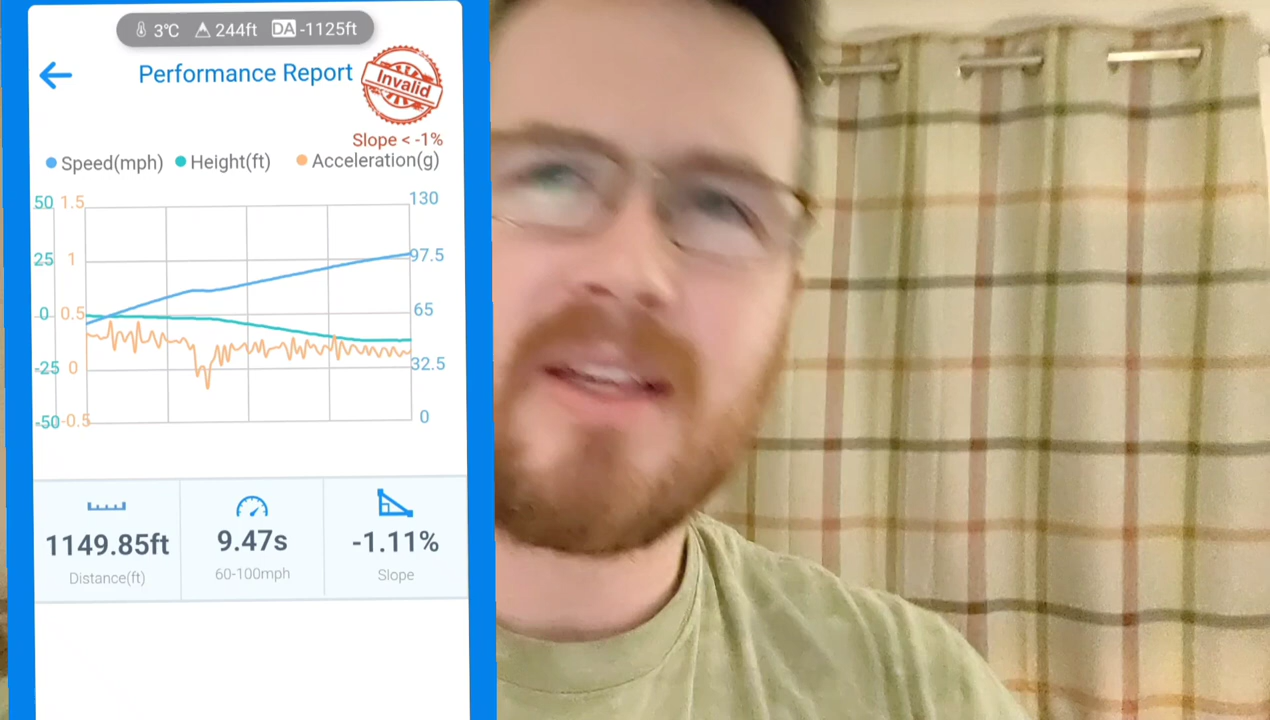 3℃ 244ft DA -1125ft
Performance Report
Invalid
Slope < -1%
Speed(mph) Height(ft) Acceleration(g)
50 1.5 130
25 1 97.5
0 0.5 65
-25 0 32.5
-50 -0.5 0
1149.85ft 9.47s -1.11%
Distance(ft) 60-100mph Slope